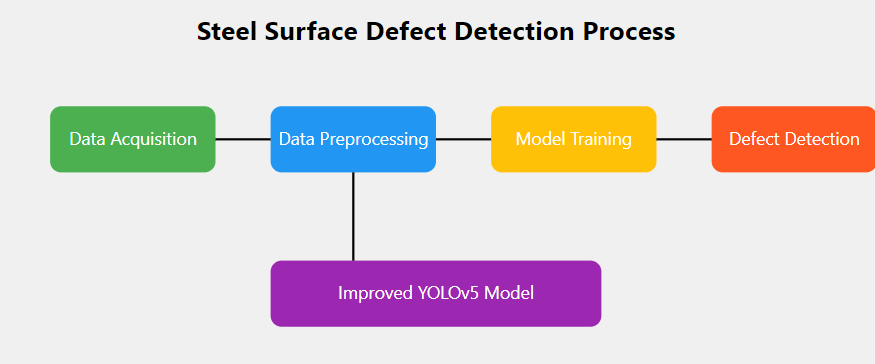 Steel Surface Defect Detection Process
Data Acquisition
Data Preprocessing
Model Training
Defect Detection
Improved YOLOv5 Model